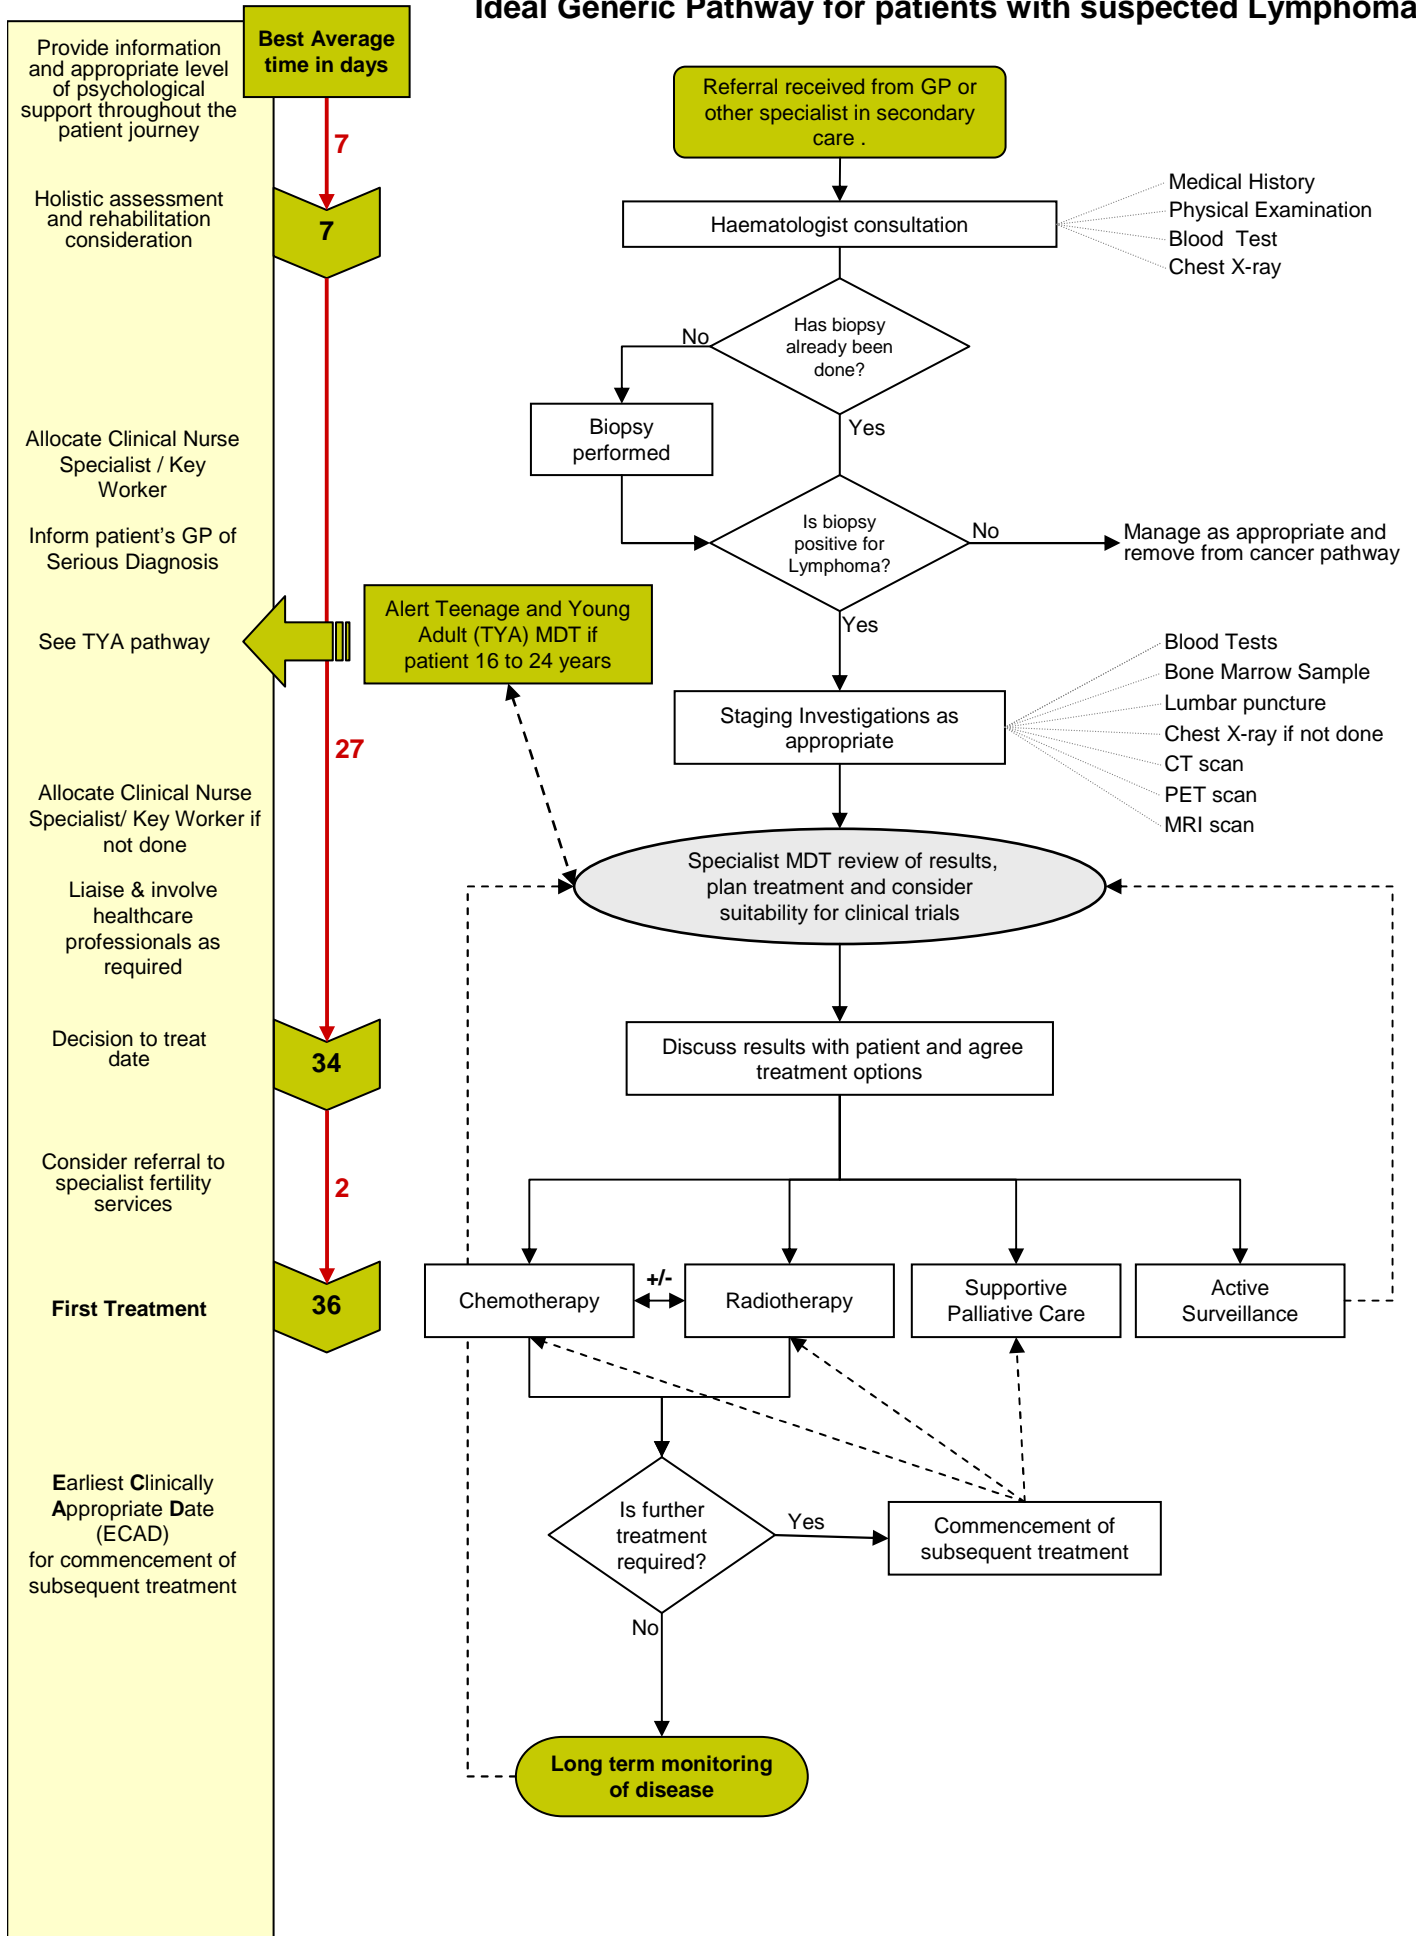 Ideal Generic Pathway for patients with suspected Lymphoma
Provide information
and appropriate level
of psychological
support throughout the
patient journey
Best Average
time in days
7
Holistic assessment
and rehabilitation
consideration
7
Allocate Clinical Nurse
Specialist / Key
Worker
Inform patient's GP of
Serious Diagnosis
See TYA pathway
27
Allocate Clinical Nurse
Specialist/ Key Worker if
not done
Liaise & involve
healthcare
professionals as
required
Decision to treat
date
34
Consider referral to
specialist fertility
services
2
First Treatment
36
Earliest Clinically
Appropriate Date
(ECAD)
for commencement of
subsequent treatment
Referral received from GP or
other specialist in secondary
care .
Haematologist consultation
Medical History
Physical Examination
Blood Test
Chest X-ray
Has biopsy
already been
done?
No
Yes
Biopsy
performed
Is biopsy
positive for
Lymphoma?
No
Manage as appropriate and
remove from cancer pathway
Yes
Alert Teenage and Young
Adult (TYA) MDT if
patient 16 to 24 years
Staging Investigations as
appropriate
Blood Tests
Bone Marrow Sample
Lumbar puncture
Chest X-ray if not done
CT scan
PET scan
MRI scan
Specialist MDT review of results,
plan treatment and consider
suitability for clinical trials
Discuss results with patient and agree
treatment options
Chemotherapy
+/-
Radiotherapy
Supportive
Palliative Care
Active
Surveillance
Is further
treatment
required?
Yes
Commencement of
subsequent treatment
No
Long term monitoring
of disease